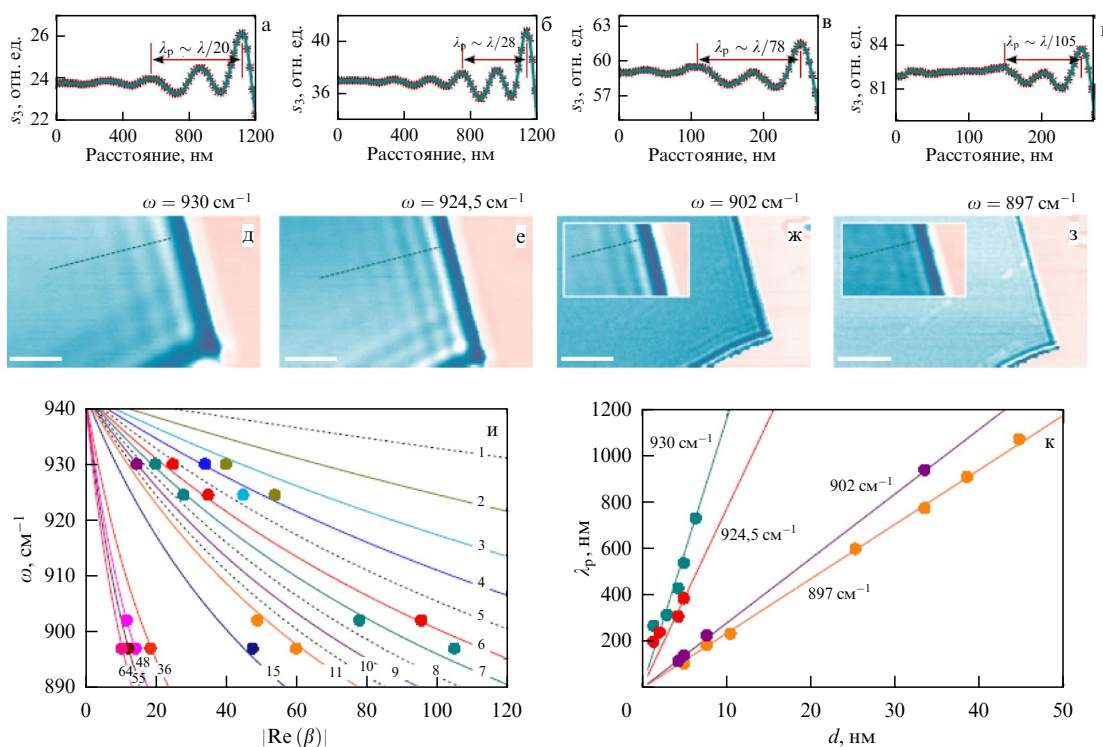 а
s₃, отн. ед.
26
24
22
λp ~ λ/20
0 400 800 1200
Расстояние, нм
б
s₃, отн. ед.
41
37
33
λp ~ λ/28
0 400 800 1200
Расстояние, нм
в
s₃, отн. ед.
63
60
57
λp ~ λ/78
0 100 200
Расстояние, нм
s₃, отн. ед.
84
81
λp ~ λ/105
0 100 200
Расстояние, нм
ω = 930 см⁻¹
д
ω = 924,5 см⁻¹
е
ω = 902 см⁻¹
ж
ω = 897 см⁻¹
з
и
ω, см⁻¹
940
930
920
910
900
890
1
2
3
4
5
6
7
8
9
10
11
15
36
48
55
64
0 20 40 60 80 100 120
|Re (β)|
к
λp, нм
1200
1000
800
600
400
200
930 см⁻¹
924,5 см⁻¹
902 см⁻¹
897 см⁻¹
0 10 20 30 40 50
d, нм